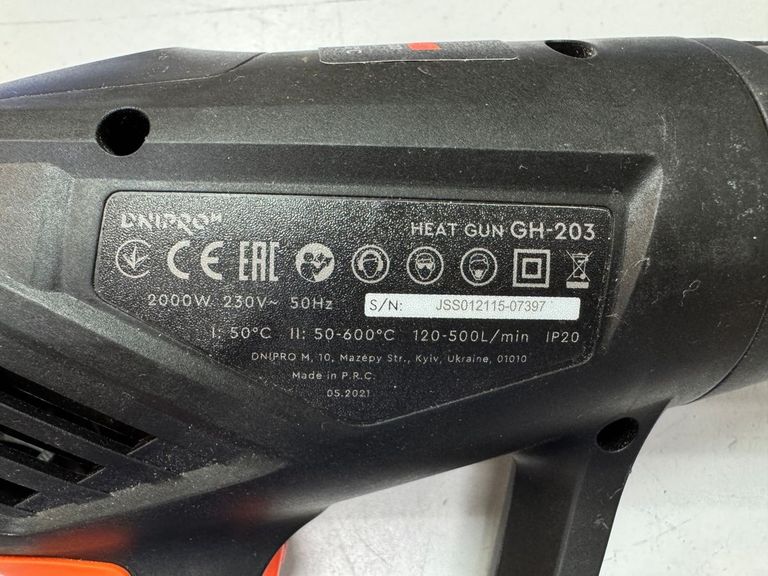 DNIPRO M
HEAT GUN GH-203
CE EAC
2000W 230V~ 50Hz
S/N: JSS012115-07397
I: 50°C II: 50-600°C 120-500L/min IP20
DNIPRO M, 10, Mazepy Str., Kyiv, Ukraine, 01010
Made in P.R.C.
05.2021